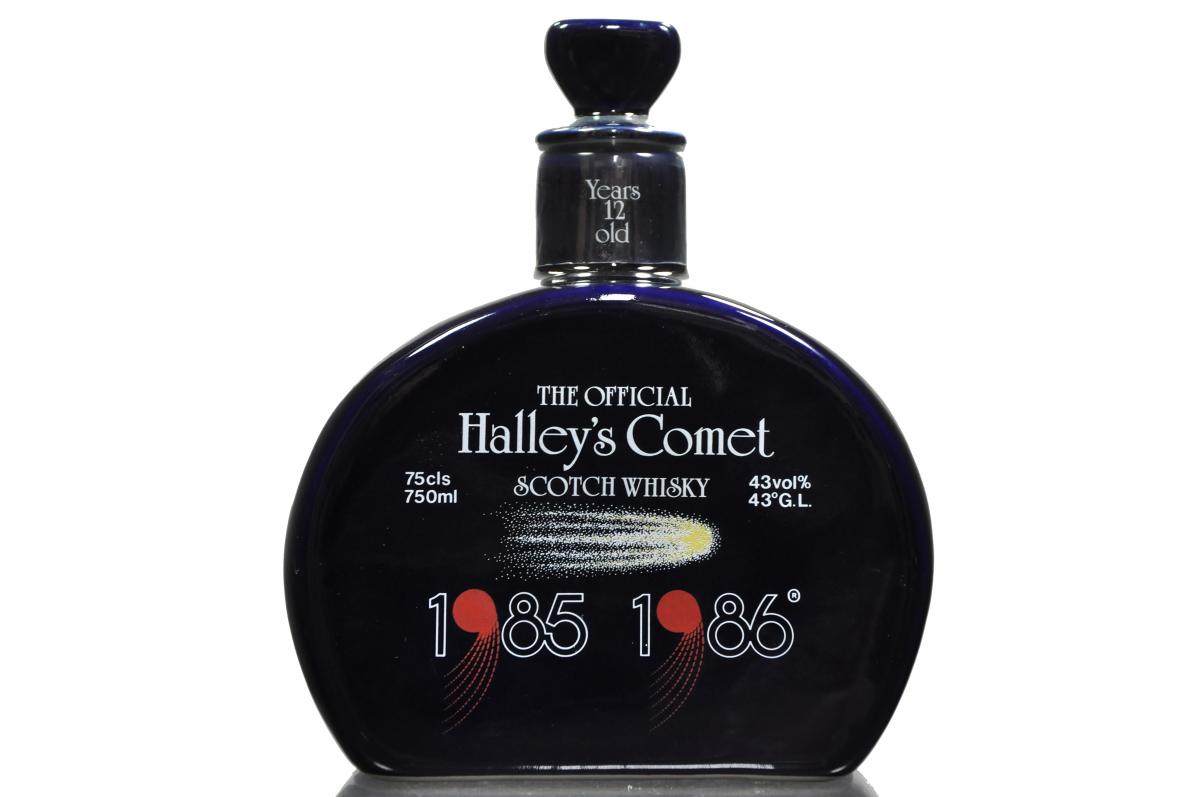 Years
12
old
THE OFFICIAL
Halley's Comet
75cls
750ml
SCOTCH WHISKY
43vol%
43°G.L.
1985 1986®